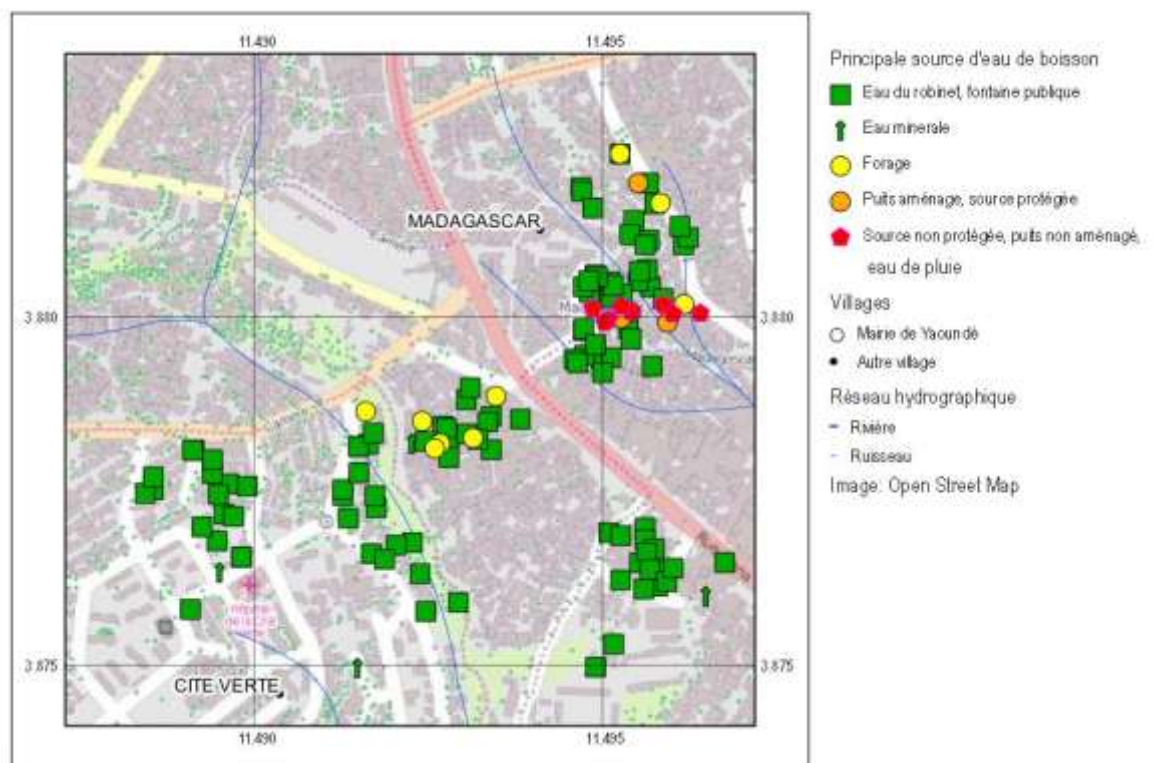 11.490 11.495
Principale source d'eau de boisson
Eau du robinet, fontaine publique
Eau minerale
Forage
MADAGASCAR
Puits aménage, source protégée
Source non protégée, puits non aménagé,
eau de pluie
Villages
3.880 3.880
Mairie de Yaoundé
Autre village
Réseau hydrographique
Rivière
Ruisseau
Image: Open Street Map
3.875 3.875
CITE VERTE
11.490 11.495